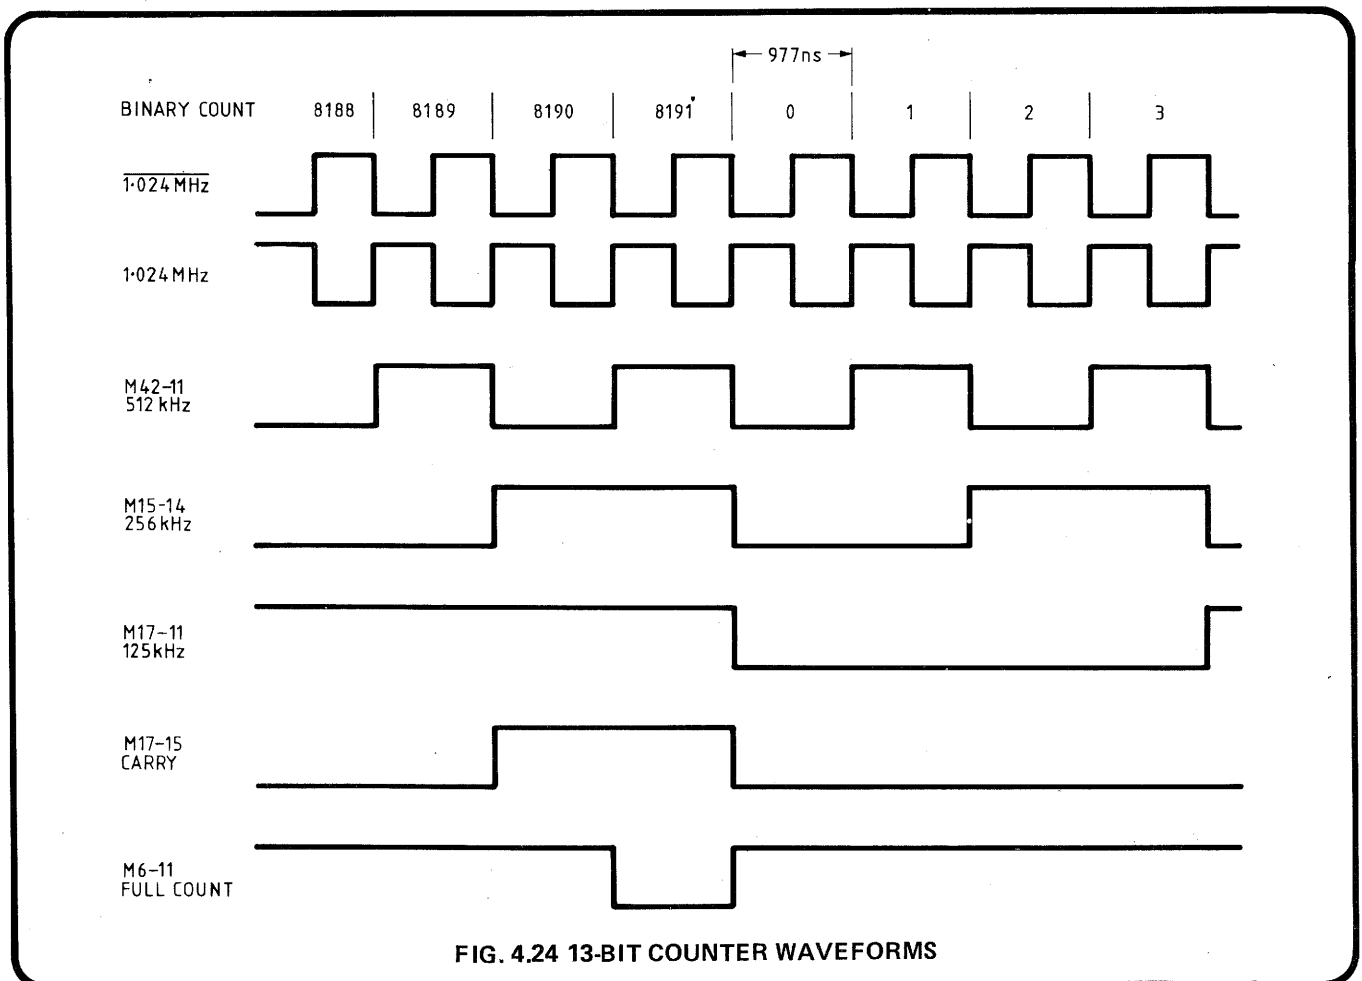 977ns
BINARY COUNT 8188 8189 8190 8191 0 1 2 3
1·024 MHz
1·024 MHz
M42-11
512 kHz
M15-14
256 kHz
M17-11
125kHz
M17-15
CARRY
M6-11
FULL COUNT
FIG. 4.24 13-BIT COUNTER WAVEFORMS